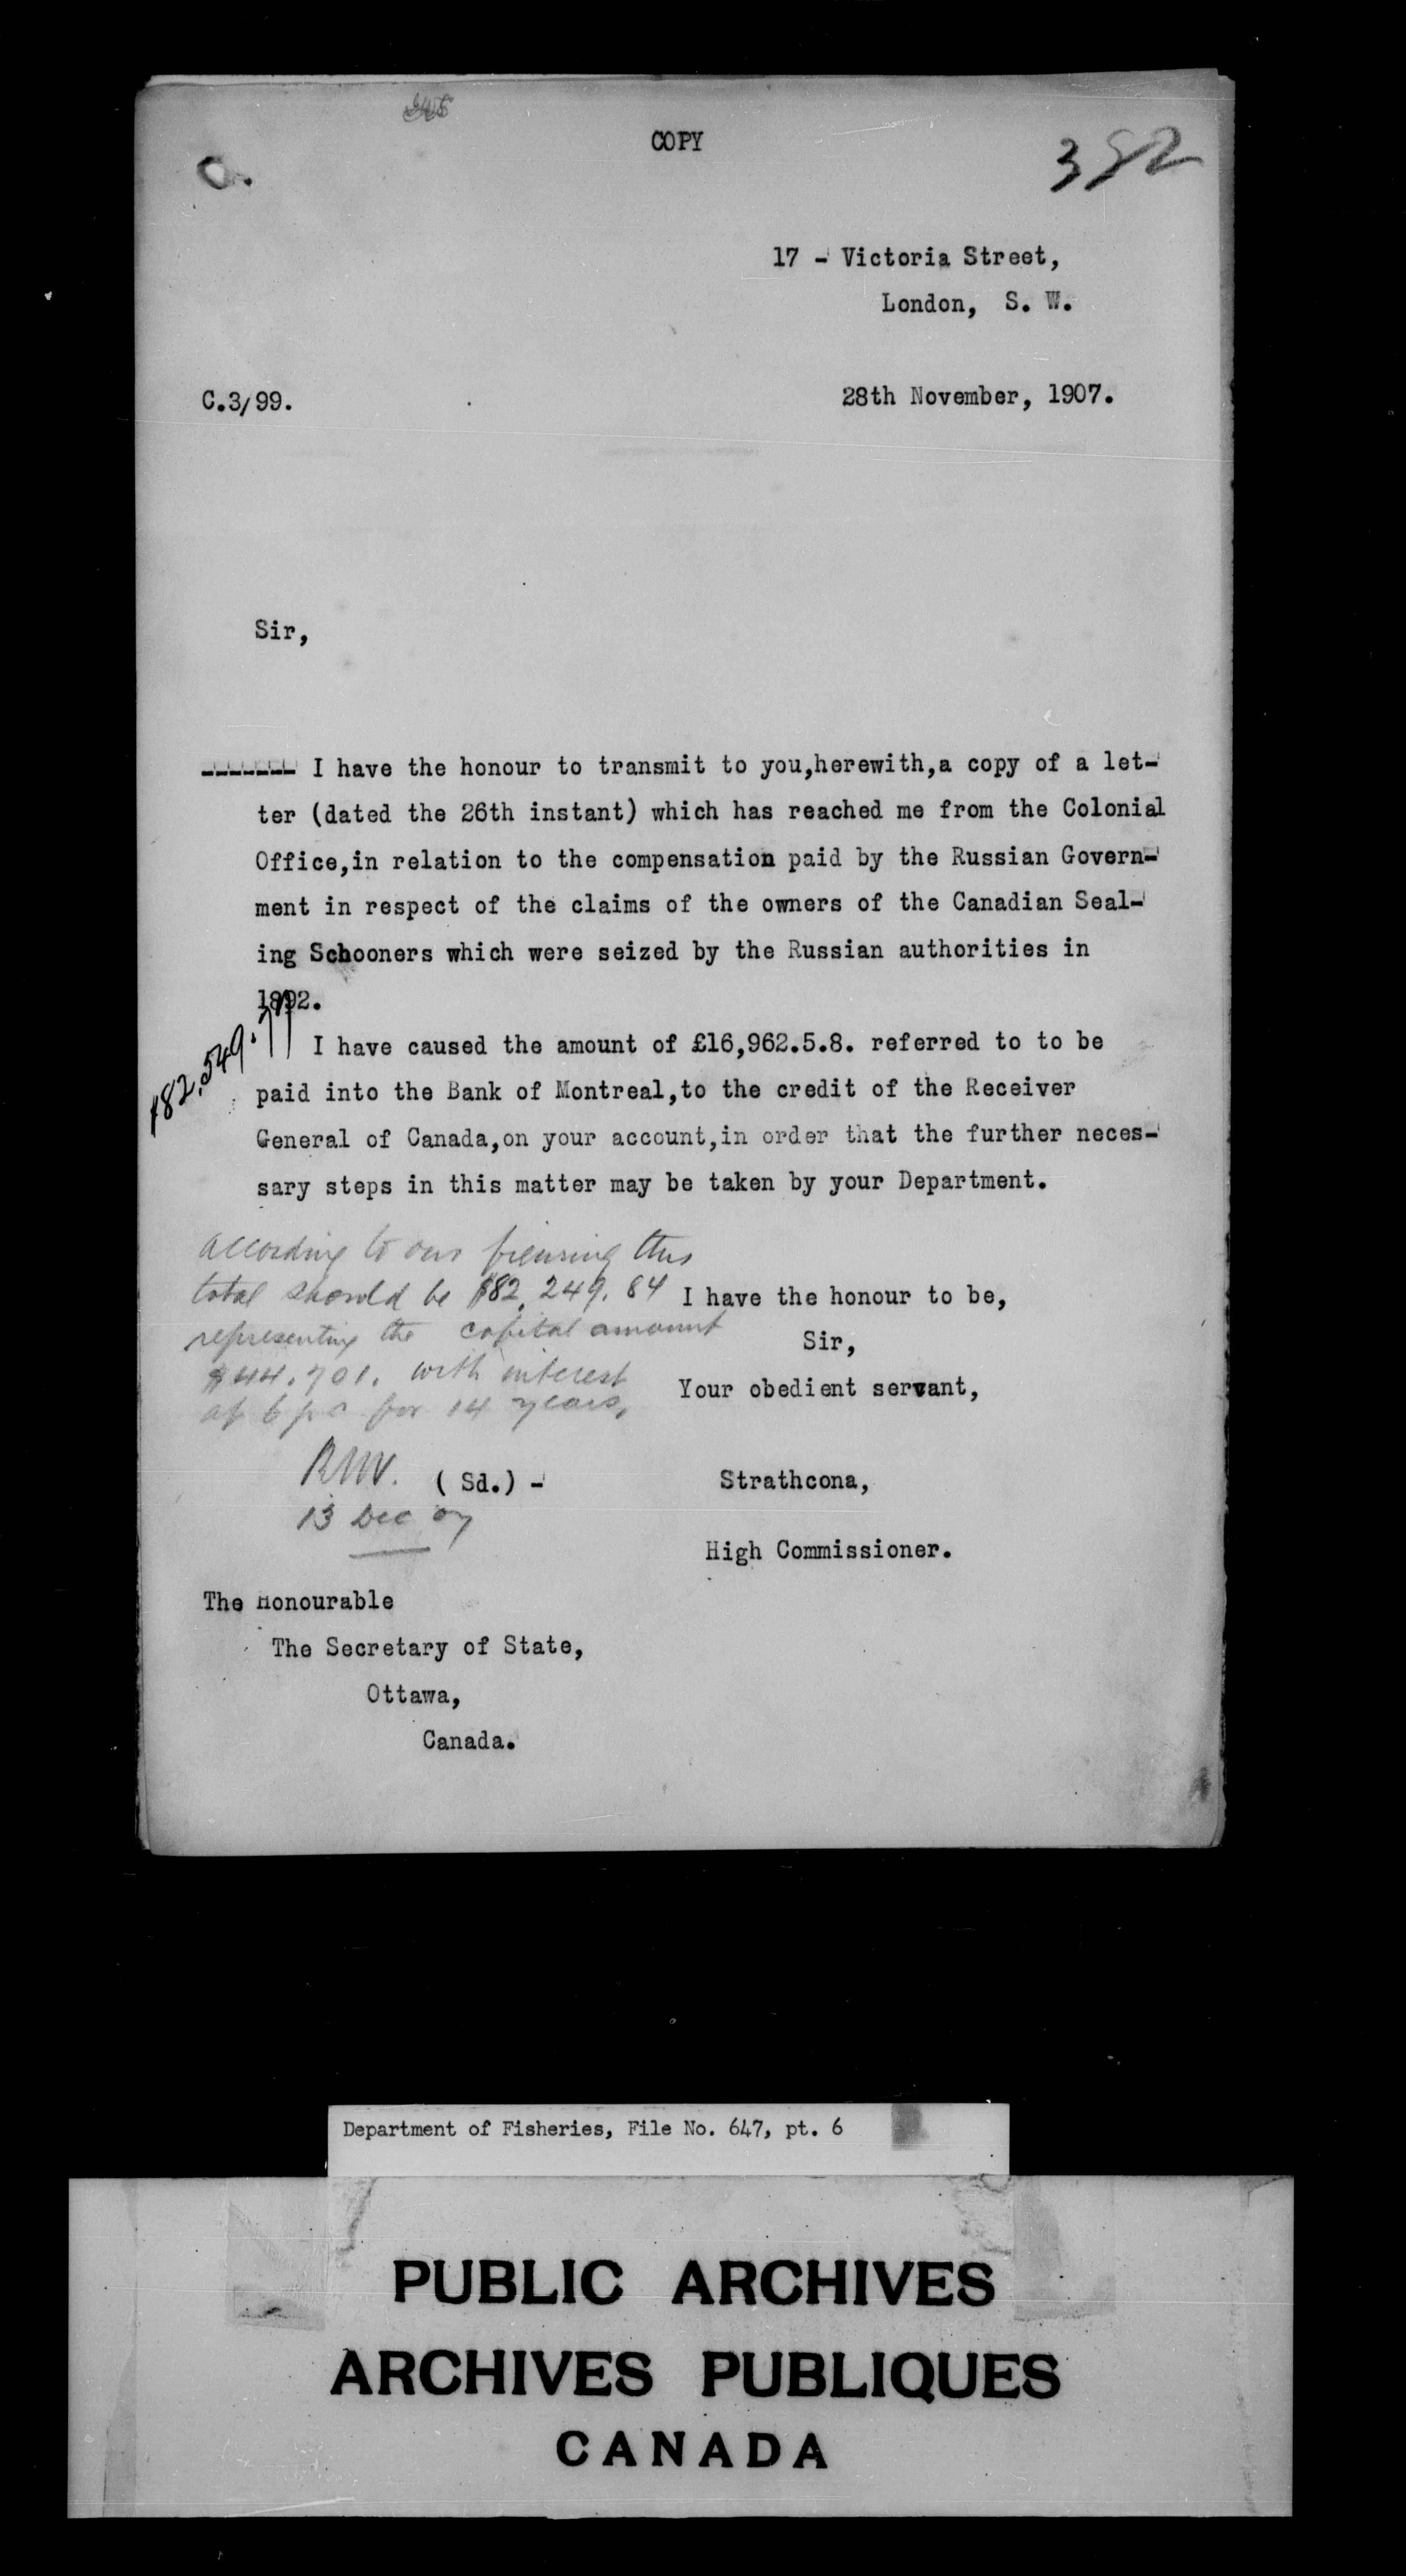 COPY
382
17 - Victoria Street,
London, S. W.
C.3/99.
28th November, 1907.
Sir,
------- I have the honour to transmit to you,herewith,a copy of a let-
ter (dated the 26th instant) which has reached me from the Colonial
Office,in relation to the compensation paid by the Russian Govern-
ment in respect of the claims of the owners of the Canadian Seal-
ing Schooners which were seized by the Russian authorities in
1892.
$82,549.77
I have caused the amount of £16,962.5.8. referred to to be
paid into the Bank of Montreal,to the credit of the Receiver
General of Canada,on your account,in order that the further neces-
sary steps in this matter may be taken by your Department.
According to our figuring this
total should be $82,249.84
representing the capital amount
$44.701. with interest
at 6 p c for 14 years.
RNV.
13 Dec 07
I have the honour to be,
Sir,
Your obedient servant,
(Sd.) - Strathcona,
High Commissioner.
The Honourable
The Secretary of State,
Ottawa,
Canada.
Department of Fisheries, File No. 647, pt. 6
PUBLIC ARCHIVES
ARCHIVES PUBLIQUES
CANADA